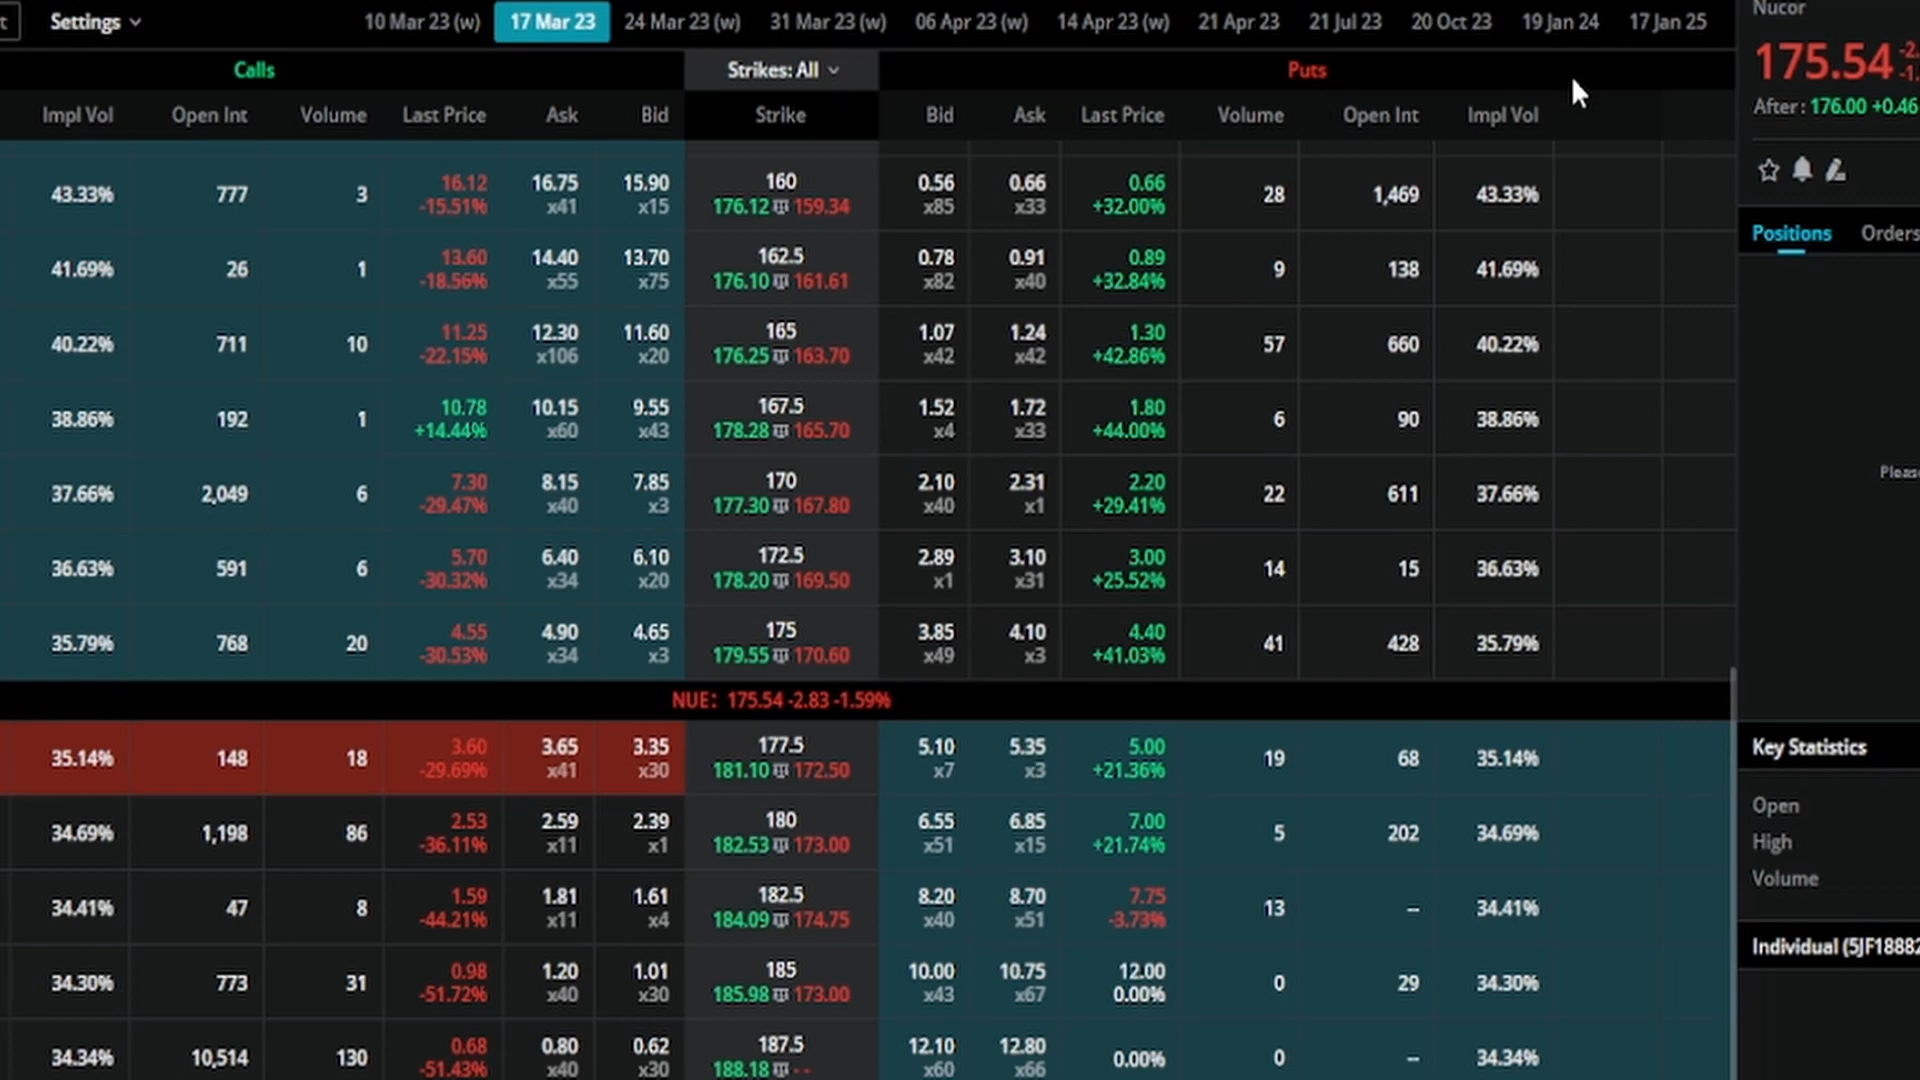 Settings 10 Mar 23 (w) 17 Mar 23 24 Mar 23 (w) 31 Mar 23 (w) 06 Apr 23 (w) 14 Apr 23 (w) 21 Apr 23 21 Jul 23 20 Oct 23 19 Jan 24 17 Jan 25
Calls Strikes: All Puts
Impl Vol Open Int Volume Last Price Ask Bid Strike Bid Ask Last Price Volume Open Int Impl Vol
43.33% 777 3 16.12 16.75 15.90 160 0.56 0.66 0.66 28 1,469 43.33%
-15.51% x41 x15 176.12 159.34 x85 x33 +32.00%
41.69% 26 1 13.60 14.40 13.70 162.5 0.78 0.91 0.89 9 138 41.69%
-18.56% x55 x75 176.10 161.61 x82 x40 +32.84%
40.22% 711 10 11.25 12.30 11.60 165 1.07 1.24 1.30 57 660 40.22%
-22.15% x106 x20 176.25 163.70 x42 x42 +42.86%
38.86% 192 1 10.78 10.15 9.55 167.5 1.52 1.72 1.80 6 90 38.86%
+14.44% x60 x43 178.28 165.70 x4 x33 +44.00%
37.66% 2,049 6 7.30 8.15 7.85 170 2.10 2.31 2.20 22 611 37.66%
-29.47% x40 x3 177.30 167.80 x40 x1 +29.41%
36.63% 591 6 5.70 6.40 6.10 172.5 2.89 3.10 3.00 14 15 36.63%
-30.32% x34 x20 178.20 169.50 x1 x31 +25.52%
35.79% 768 20 4.55 4.90 4.65 175 3.85 4.10 4.40 41 428 35.79%
-30.53% x34 x3 179.55 170.60 x49 x3 +41.03%
NUE: 175.54 -2.83 -1.59%
35.14% 148 18 3.60 3.65 3.35 177.5 5.10 5.35 5.00 19 68 35.14%
-29.69% x41 x30 181.10 172.50 x7 x3 +21.36%
34.69% 1,198 86 2.53 2.59 2.39 180 6.55 6.85 7.00 5 202 34.69%
-36.11% x11 x1 182.53 173.00 x51 x15 +21.74%
34.41% 47 8 1.59 1.81 1.61 182.5 8.20 8.70 7.75 13 -- 34.41%
-44.21% x11 x4 184.09 174.75 x40 x51 -3.73%
34.30% 773 31 0.98 1.20 1.01 185 10.00 10.75 12.00 0 29 34.30%
-51.72% x40 x30 185.98 173.00 x43 x67 0.00%
34.34% 10,514 130 0.68 0.80 0.62 187.5 12.10 12.80 0.00% 0 -- 34.34%
-51.43% x40 x30 188.18 -- x60 x66
Nucor
175.54
After: 176.00 +0.46
Positions Orders
Key Statistics
Open
High
Volume
Individual (5JF18882